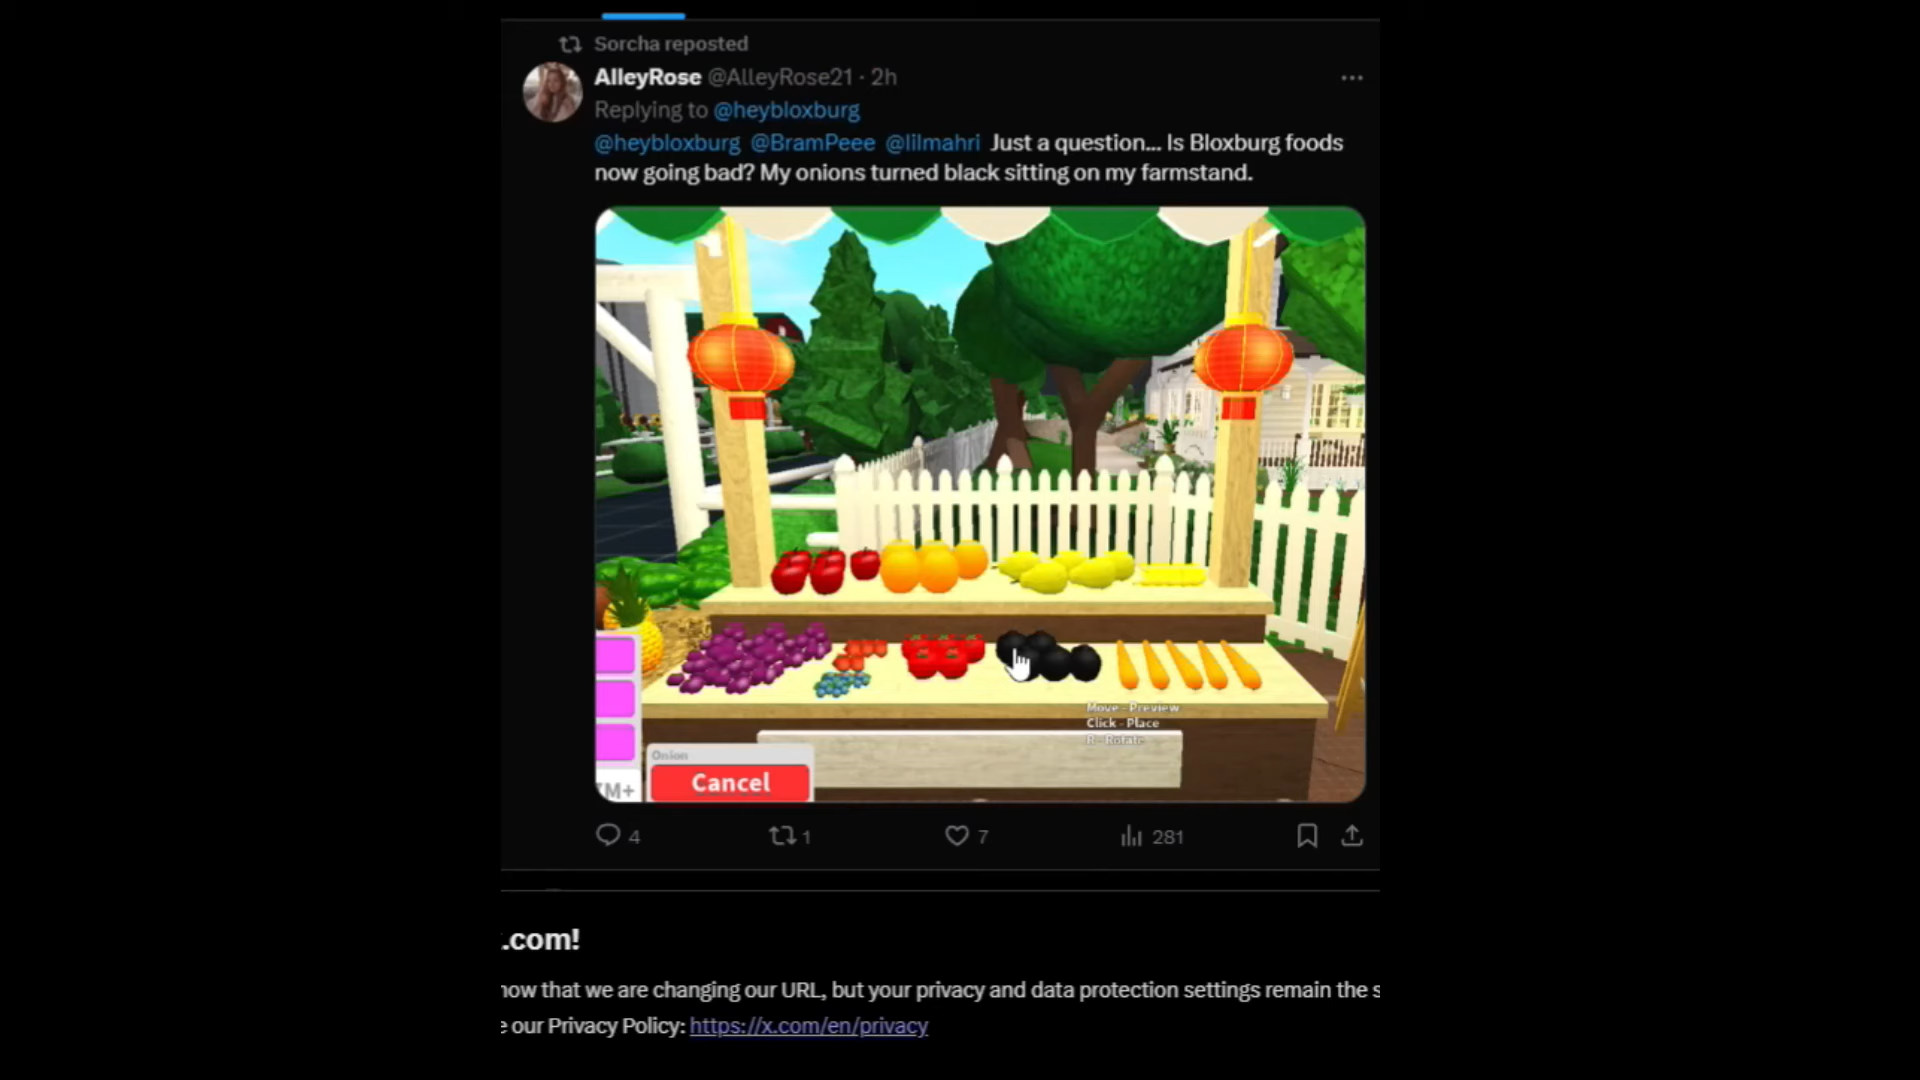 Sorcha reposted
AlleyRose @AlleyRose21 · 2h
Replying to @heybloxburg
@heybloxburg @BramPeee @lilmahri Just a question... Is Bloxburg foods
now going bad? My onions turned black sitting on my farmstand.
Move - Preview
Click - Place
R - Rotate
Onion
Cancel
M+
4
1
7
281
.com!
now that we are changing our URL, but your privacy and data protection settings remain the s
e our Privacy Policy: https://x.com/en/privacy